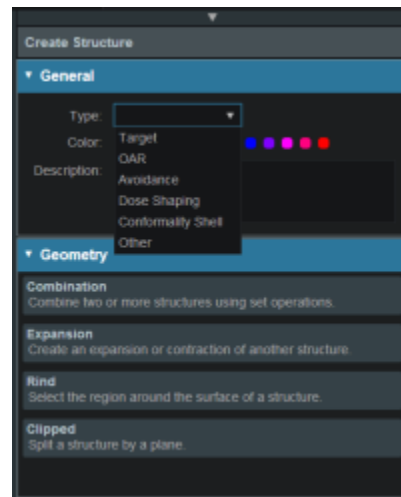 Create Structure
General
Type:
Color:
Target
OAR
Description:
Avoidance
Dose Shaping
Conformality Shell
Other
Geometry
Combination
Combine two or more structures using set operations.
Expansion
Create an expansion or contraction of another structure.
Rind
Select the region around the surface of a structure.
Clipped
Split a structure by a plane.